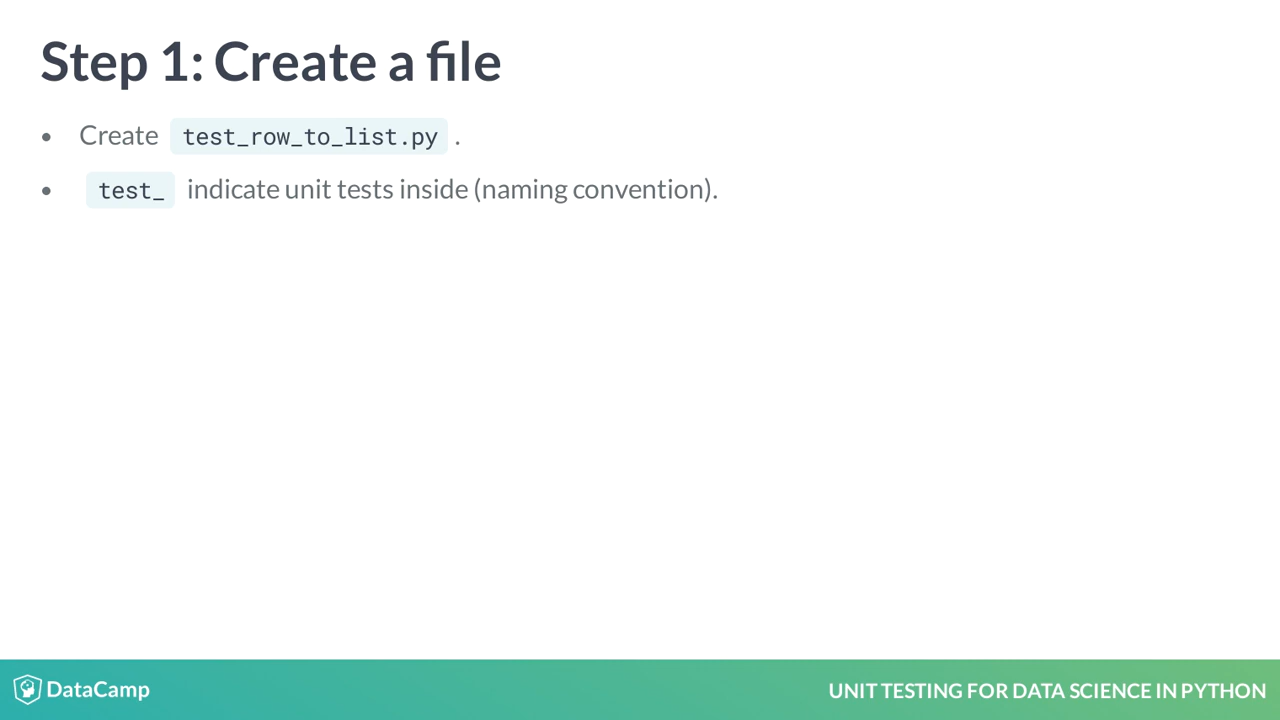 Step 1: Create a file
• Create test_row_to_list.py .
• test_ indicate unit tests inside (naming convention).
DataCamp
UNIT TESTING FOR DATA SCIENCE IN PYTHON